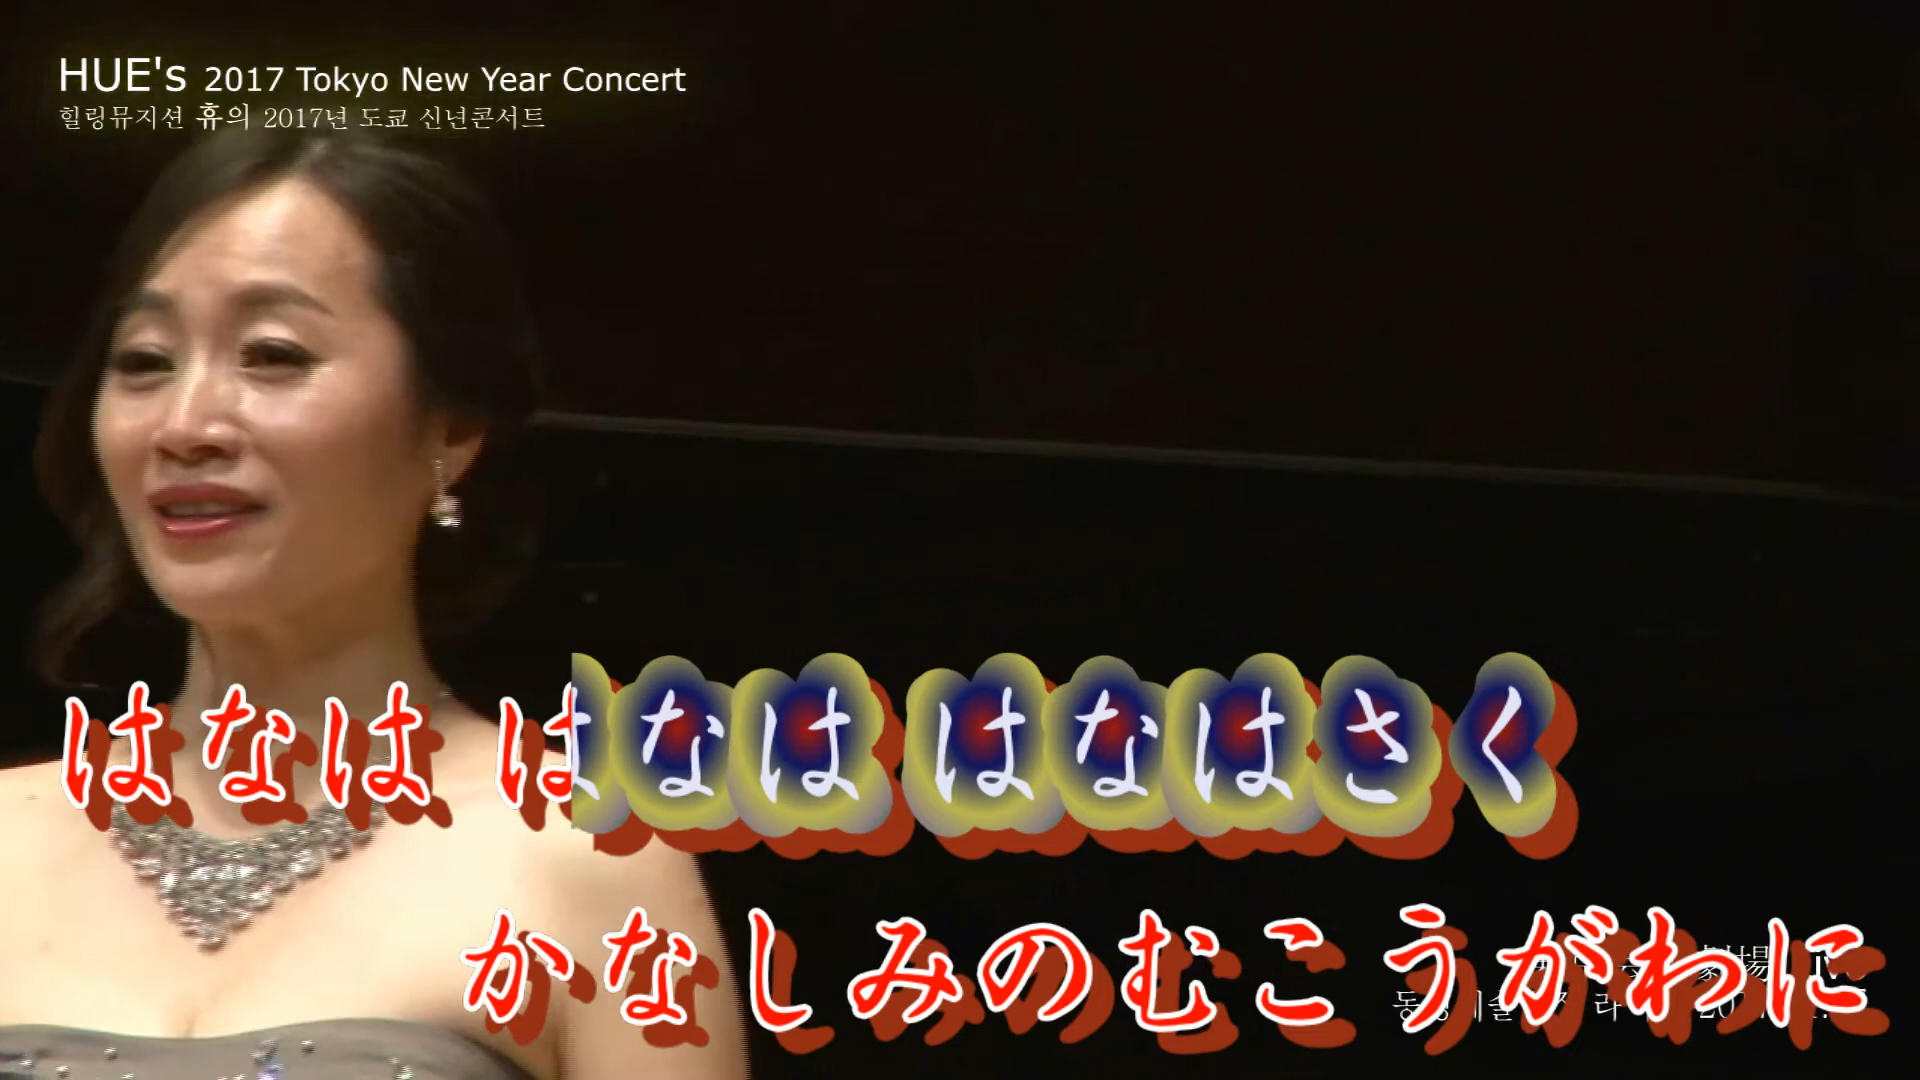 HUE's 2017 Tokyo New Year Concert
힐링뮤지션 휴의 2017년 도쿄 신년콘서트
はなは はなは はなはさく
かなしみのむこうがわに